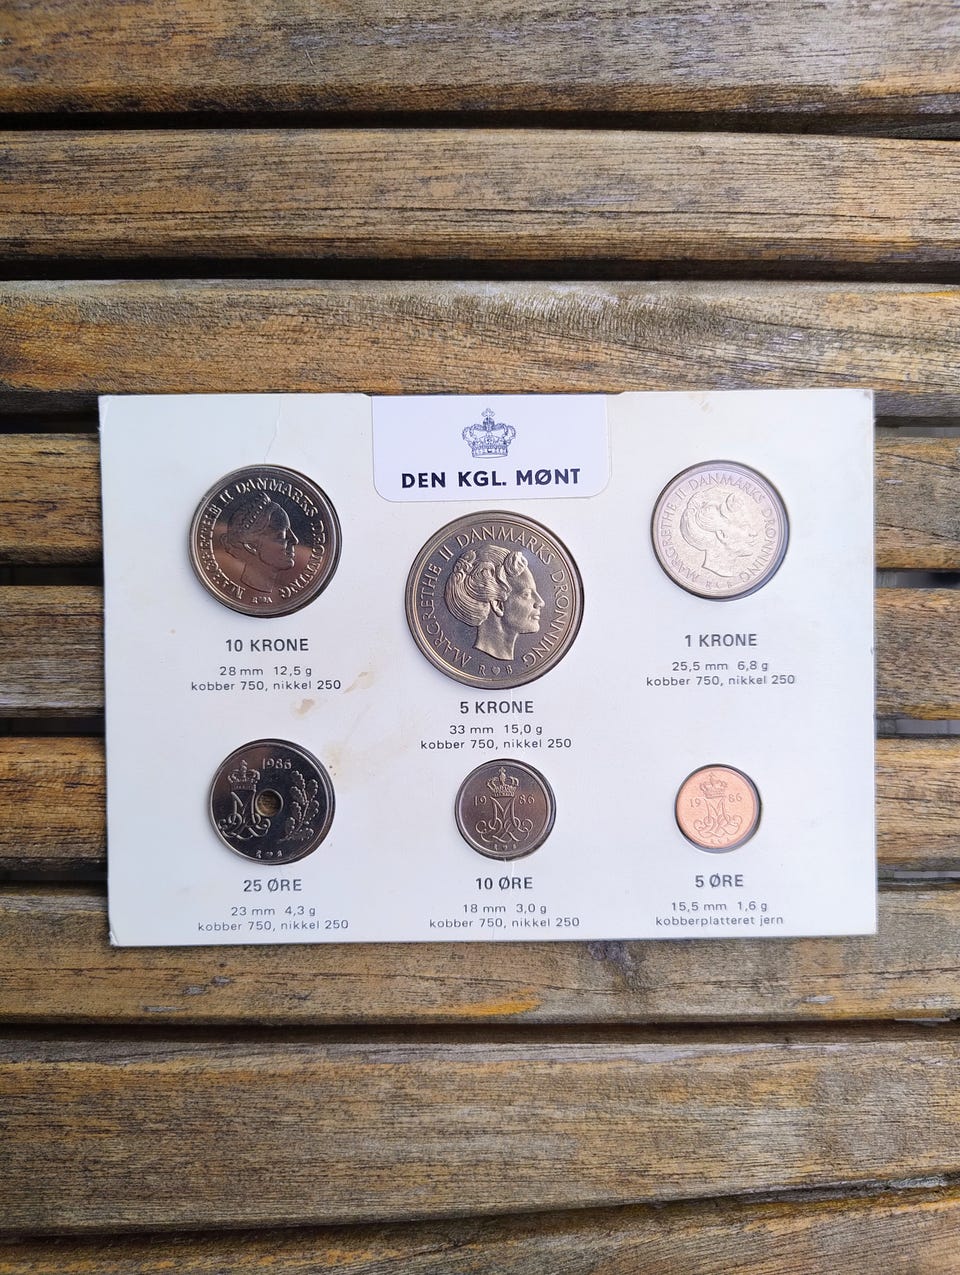 DEN KGL. MØNT
MARGRETHE II DANMARKS DRONNING
R♥B
10 KRONE
28 mm 12,5 g
kobber 750, nikkel 250
MARGRETHE II DANMARKS DRONNING
R♥B
5 KRONE
33 mm 15,0 g
kobber 750, nikkel 250
MARGRETHE II DANMARKS DRONNING
R♥B
1 KRONE
25,5 mm 6,8 g
kobber 750, nikkel 250
1986
R♥B
25 ØRE
23 mm 4,3 g
kobber 750, nikkel 250
1986
R♥B
10 ØRE
18 mm 3,0 g
kobber 750, nikkel 250
1986
R♥B
5 ØRE
15,5 mm 1,6 g
kobberplatteret jern